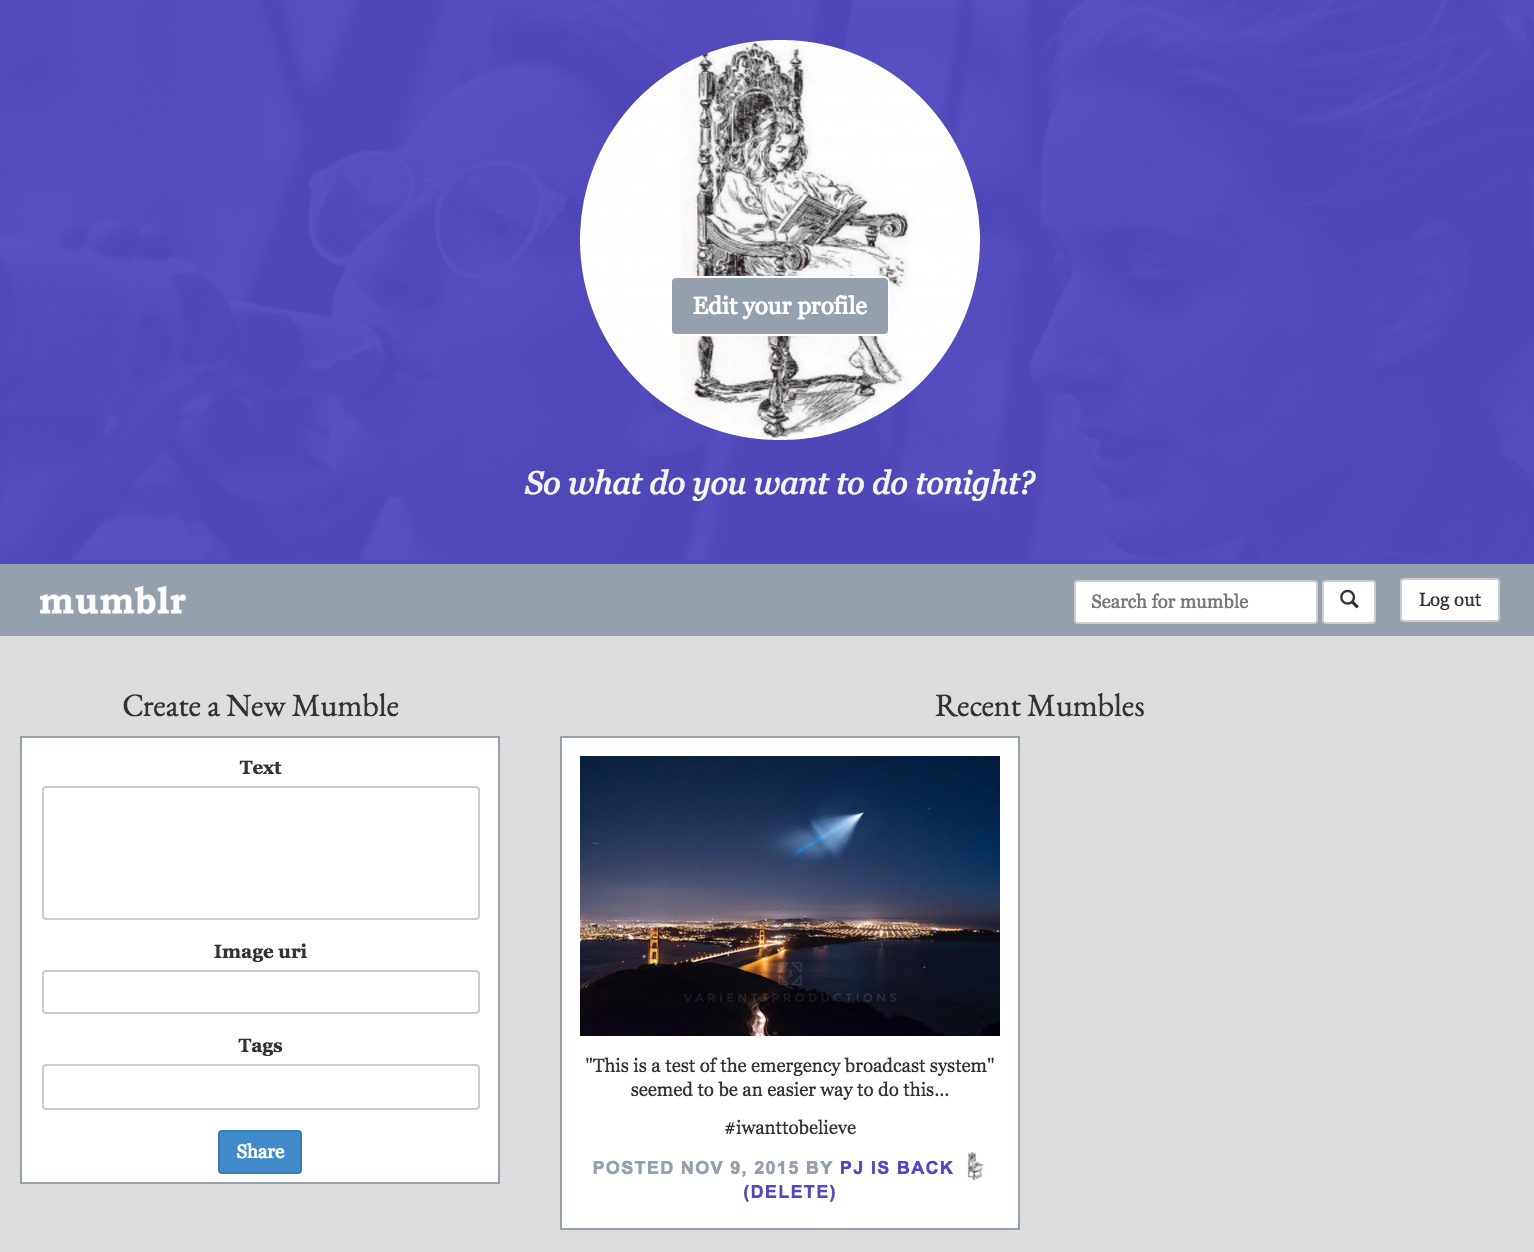 Edit your profile
So what do you want to do tonight?
mumblr
Search for mumble
Log out
Create a New Mumble
Text
Image uri
Tags
Share
Recent Mumbles
VARIENT3PRODUCTIONS
"This is a test of the emergency broadcast system"
seemed to be an easier way to do this...
#iwanttobelieve
POSTED NOV 9, 2015 BY PJ IS BACK
(DELETE)